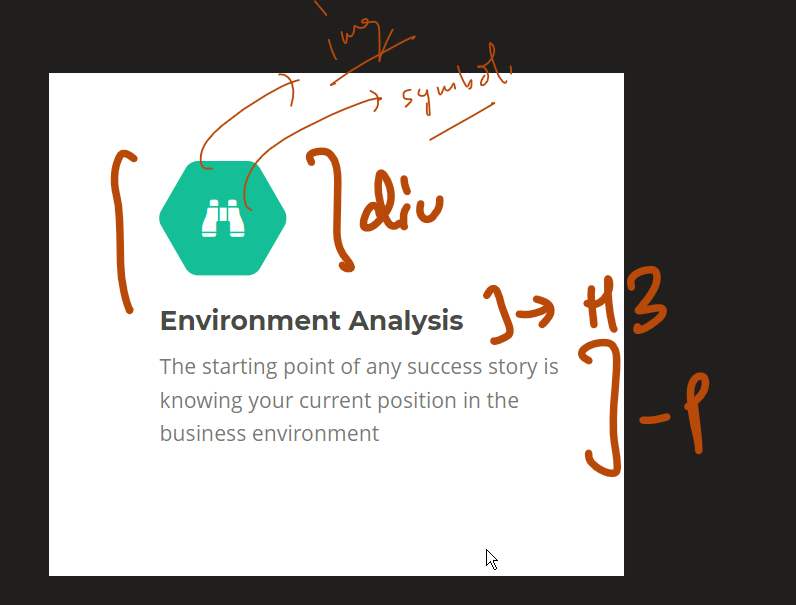 img
symbol.
div
Environment Analysis → H3
The starting point of any success story is
knowing your current position in the
business environment
- P